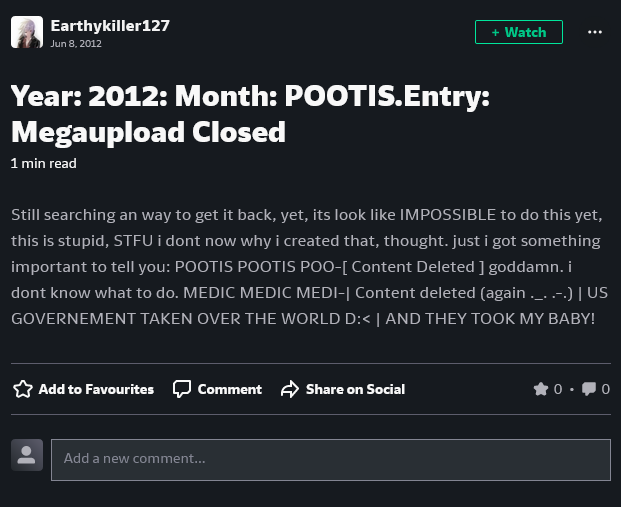 Earthykiller127
Jun 8, 2012
+ Watch
Year: 2012: Month: POOTIS.Entry:
Megaupload Closed
1 min read
Still searching an way to get it back, yet, its look like IMPOSSIBLE to do this yet,
this is stupid, STFU i dont now why i created that, thought. just i got something
important to tell you: POOTIS POOTIS POO-[ Content Deleted ] goddamn. i
dont know what to do. MEDIC MEDIC MEDI-| Content deleted (again ._. .-.) | US
GOVERNEMENT TAKEN OVER THE WORLD D:< | AND THEY TOOK MY BABY!
Add to Favourites Comment Share on Social 0 • 0
Add a new comment...